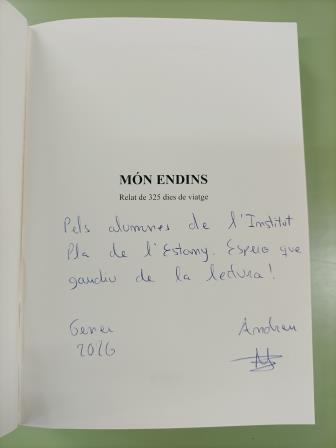 MÓN ENDINS
Relat de 325 dies de viatge
Pels alumnes de l'Institut
Pla de l'Estany. Espero que
gaudiu de la lectura!
Gener Andreu
2026